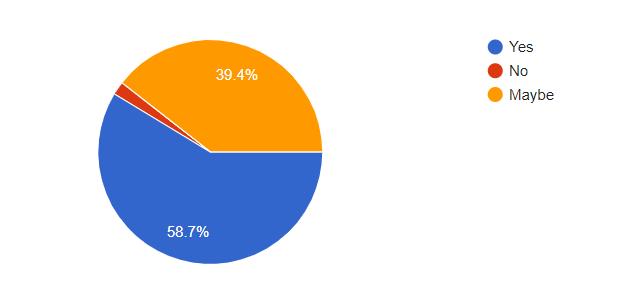 Yes
No
Maybe
39.4%
58.7%